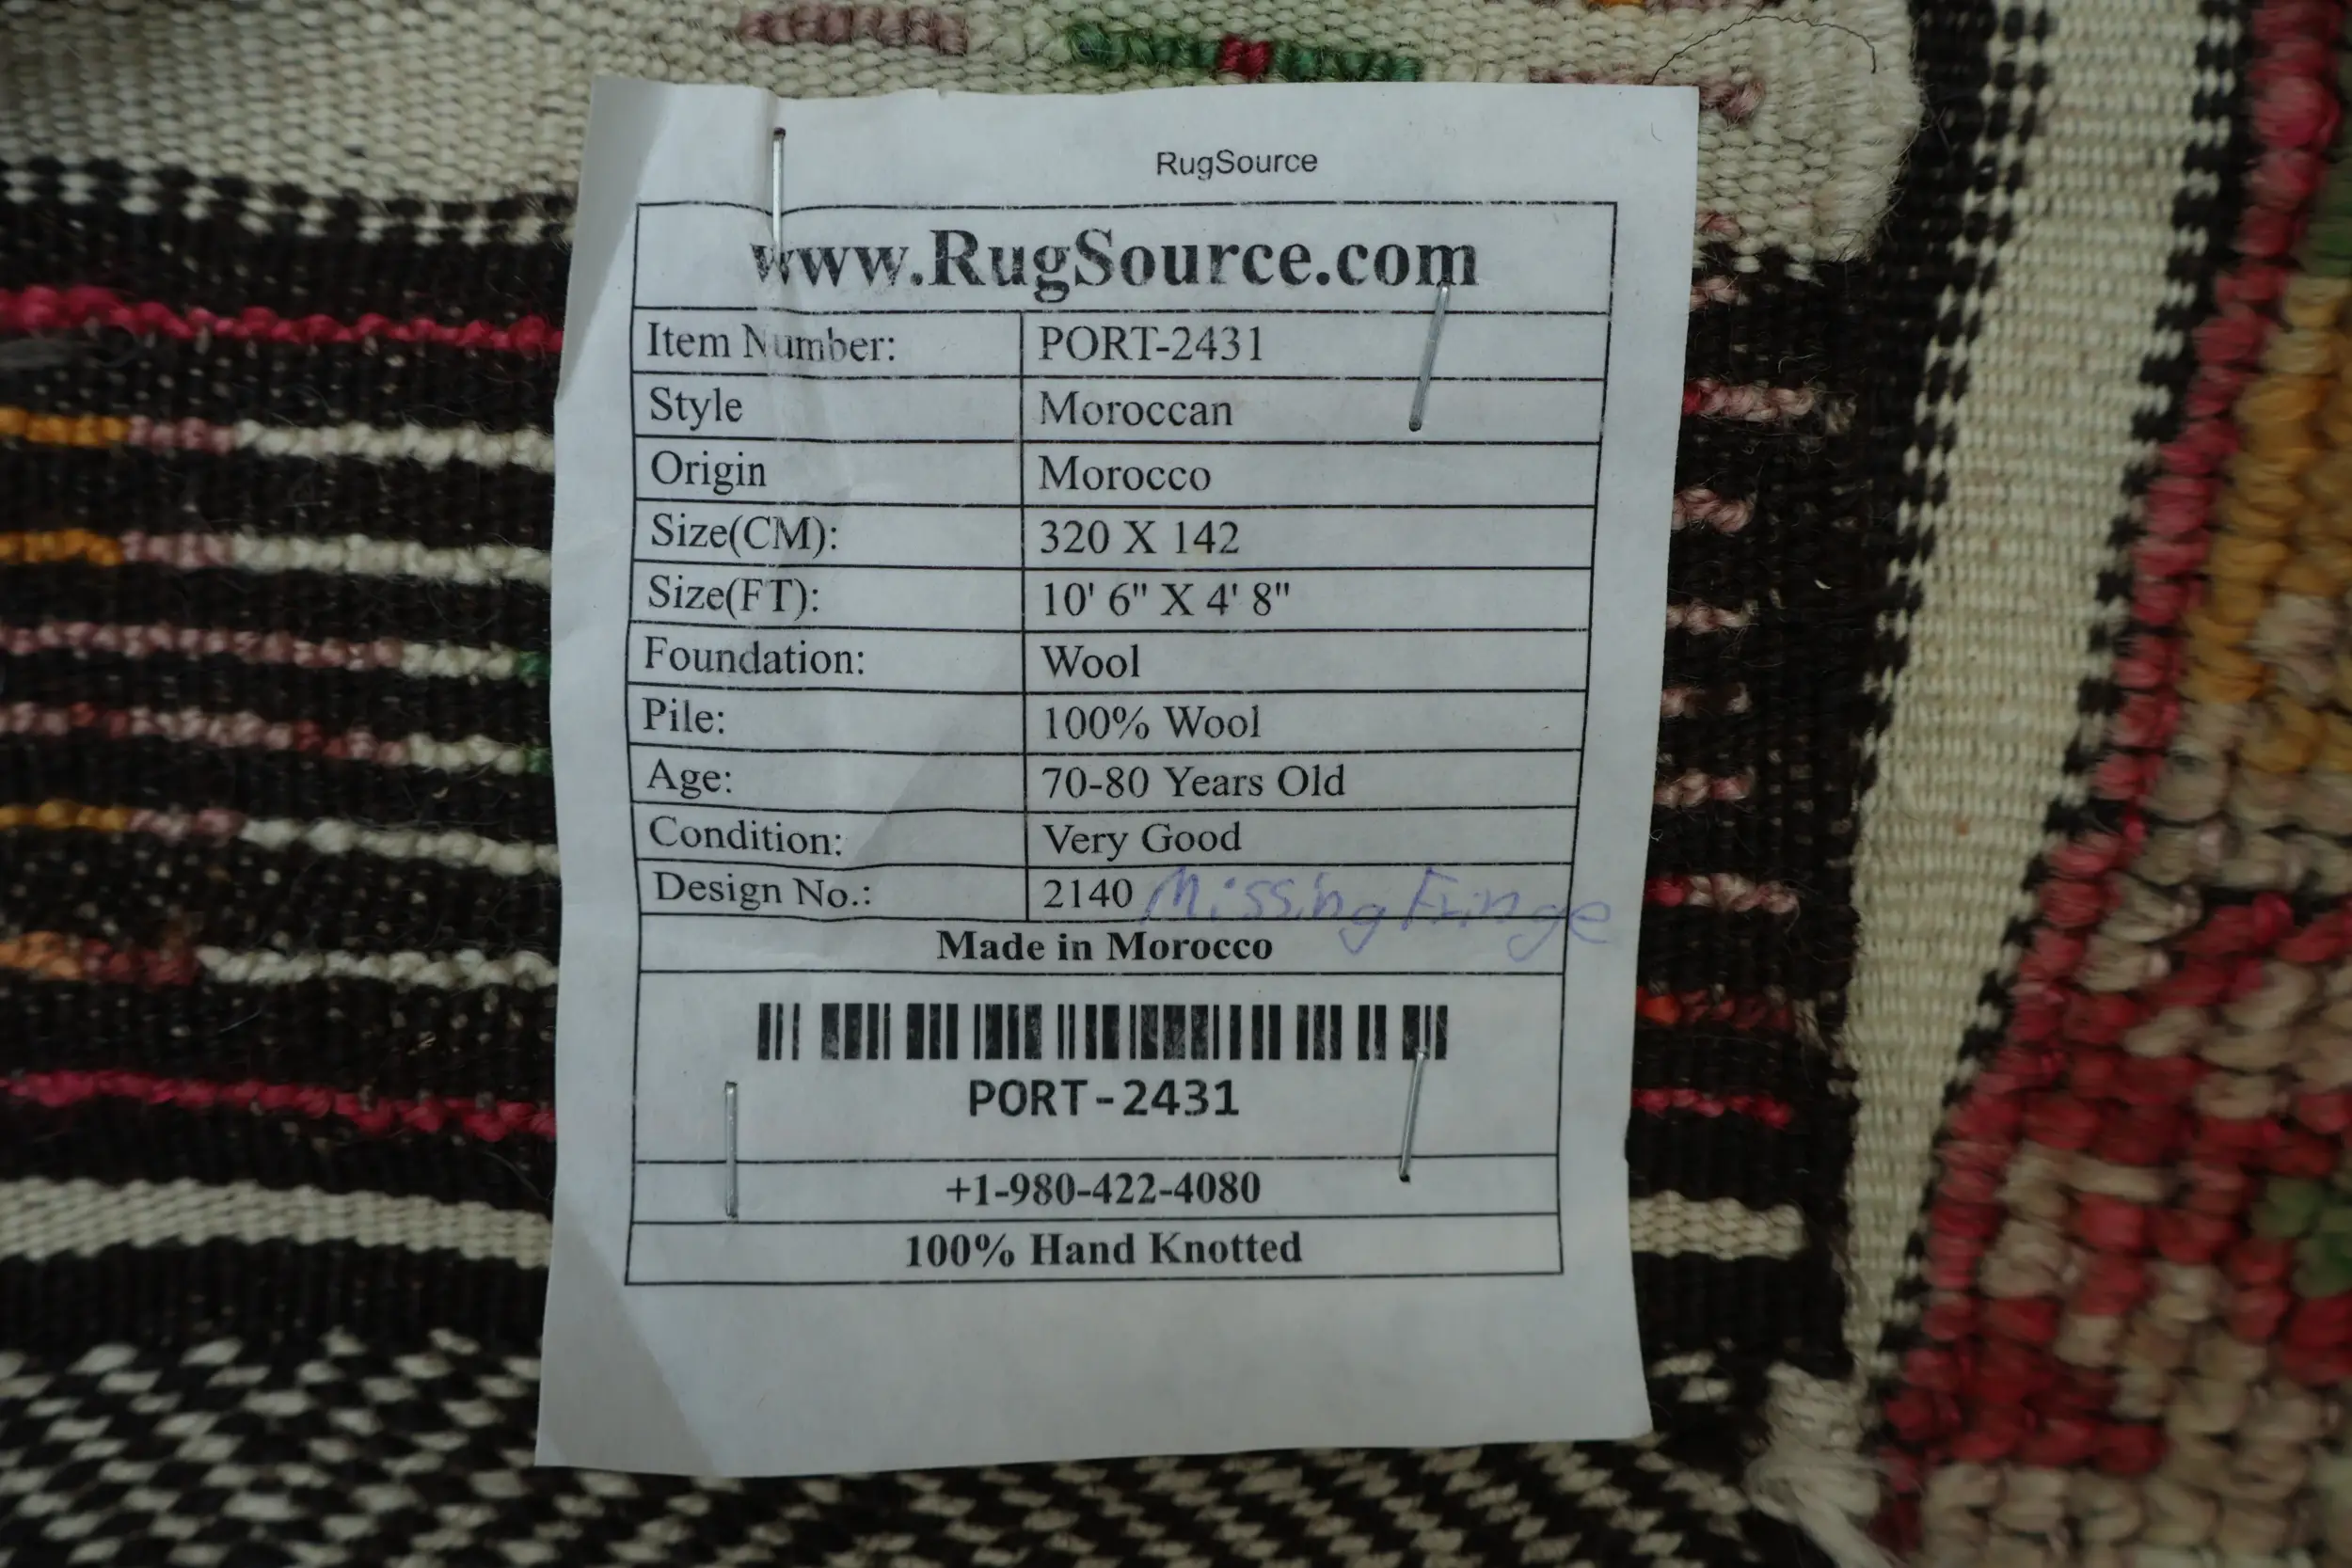 RugSource
www.RugSource.com
Item Number: PORT-2431
Style Moroccan
Origin Morocco
Size(CM): 320 X 142
Size(FT): 10' 6" X 4' 8"
Foundation: Wool
Pile: 100% Wool
Age: 70-80 Years Old
Condition: Very Good
Design No.: 2140 Missing Fringe
Made in Morocco
PORT-2431
+1-980-422-4080
100% Hand Knotted